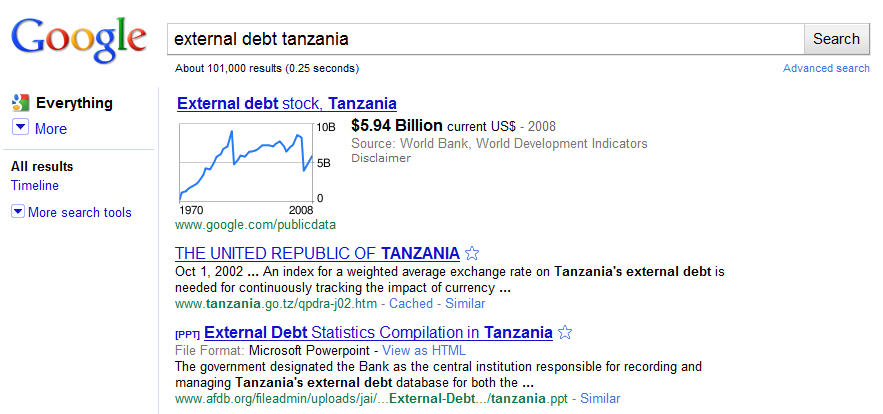 Google
external debt tanzania
Search
About 101,000 results (0.25 seconds)
Advanced search
Everything
More
All results
Timeline
More search tools
External debt stock, Tanzania
10B
5B
0
1970
2008
$5.94 Billion current US$ - 2008
Source: World Bank, World Development Indicators
Disclaimer
www.google.com/publicdata
THE UNITED REPUBLIC OF TANZANIA
Oct 1, 2002 ... An index for a weighted average exchange rate on Tanzania's external debt is
needed for continuously tracking the impact of currency ...
www.tanzania.go.tz/qpdra-j02.htm - Cached - Similar
[PPT] External Debt Statistics Compilation in Tanzania
File Format: Microsoft Powerpoint - View as HTML
The government designated the Bank as the central institution responsible for recording and
managing Tanzania's external debt database for both the ...
www.afdb.org/fileadmin/uploads/jai/...External-Debt.../tanzania.ppt - Similar